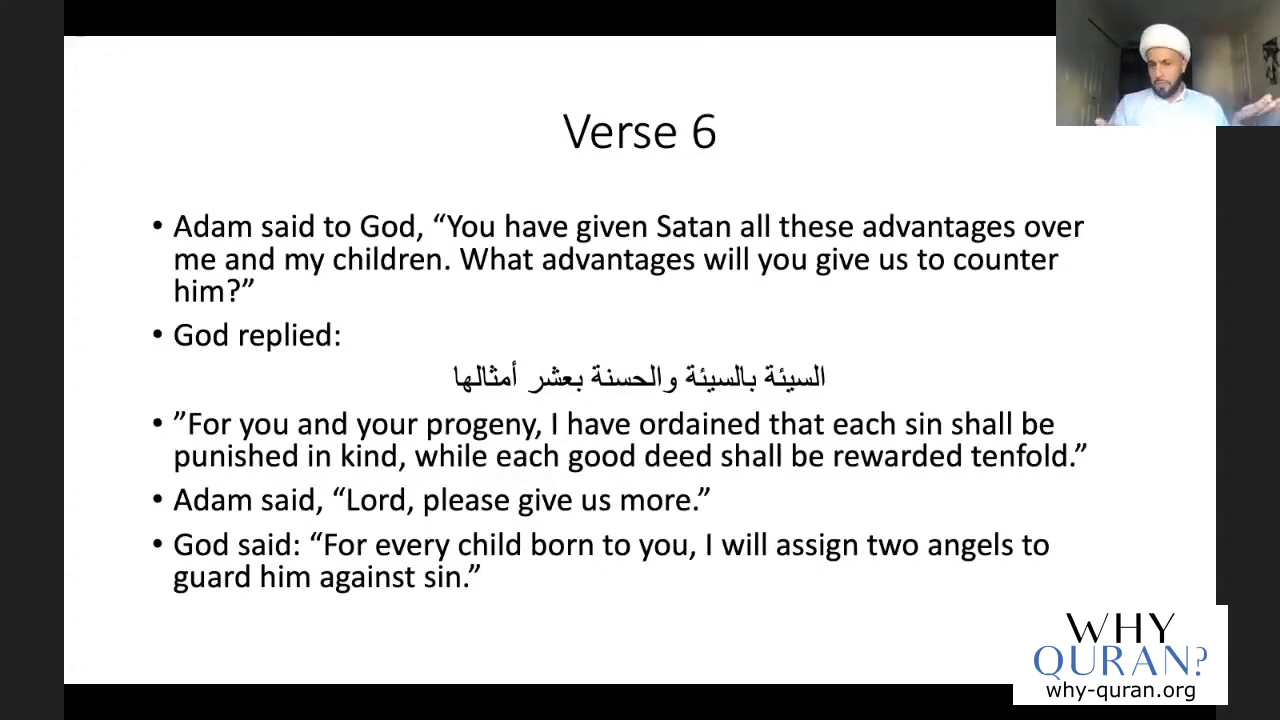 Verse 6
• Adam said to God, “You have given Satan all these advantages over
me and my children. What advantages will you give us to counter
him?”
• God replied:
السيئة بالسيئة والحسنة بعشر أمثالها
• ”For you and your progeny, I have ordained that each sin shall be
punished in kind, while each good deed shall be rewarded tenfold.”
• Adam said, “Lord, please give us more.”
• God said: “For every child born to you, I will assign two angels to
guard him against sin.”
WHY
QURAN?
why-quran.org